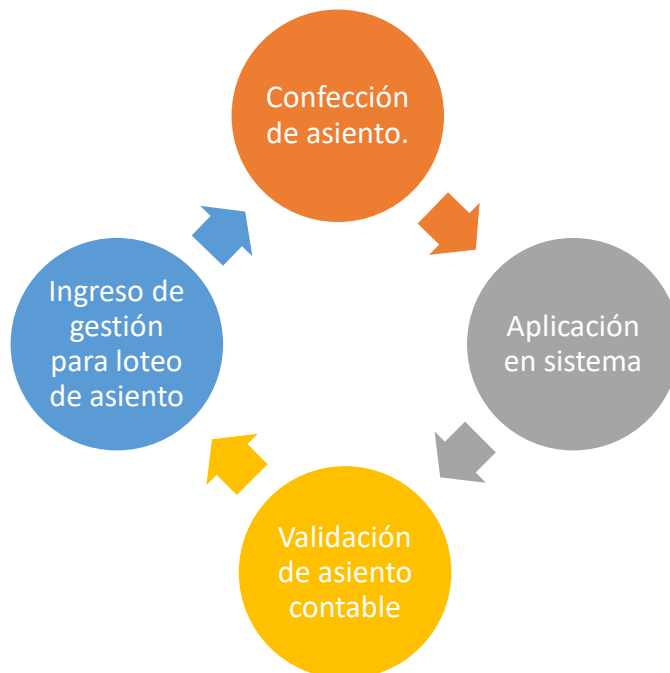 Confección
de asiento.
Aplicación
en sistema
Validación
de asiento
contable
Ingreso de
gestión
para loteo
de asiento